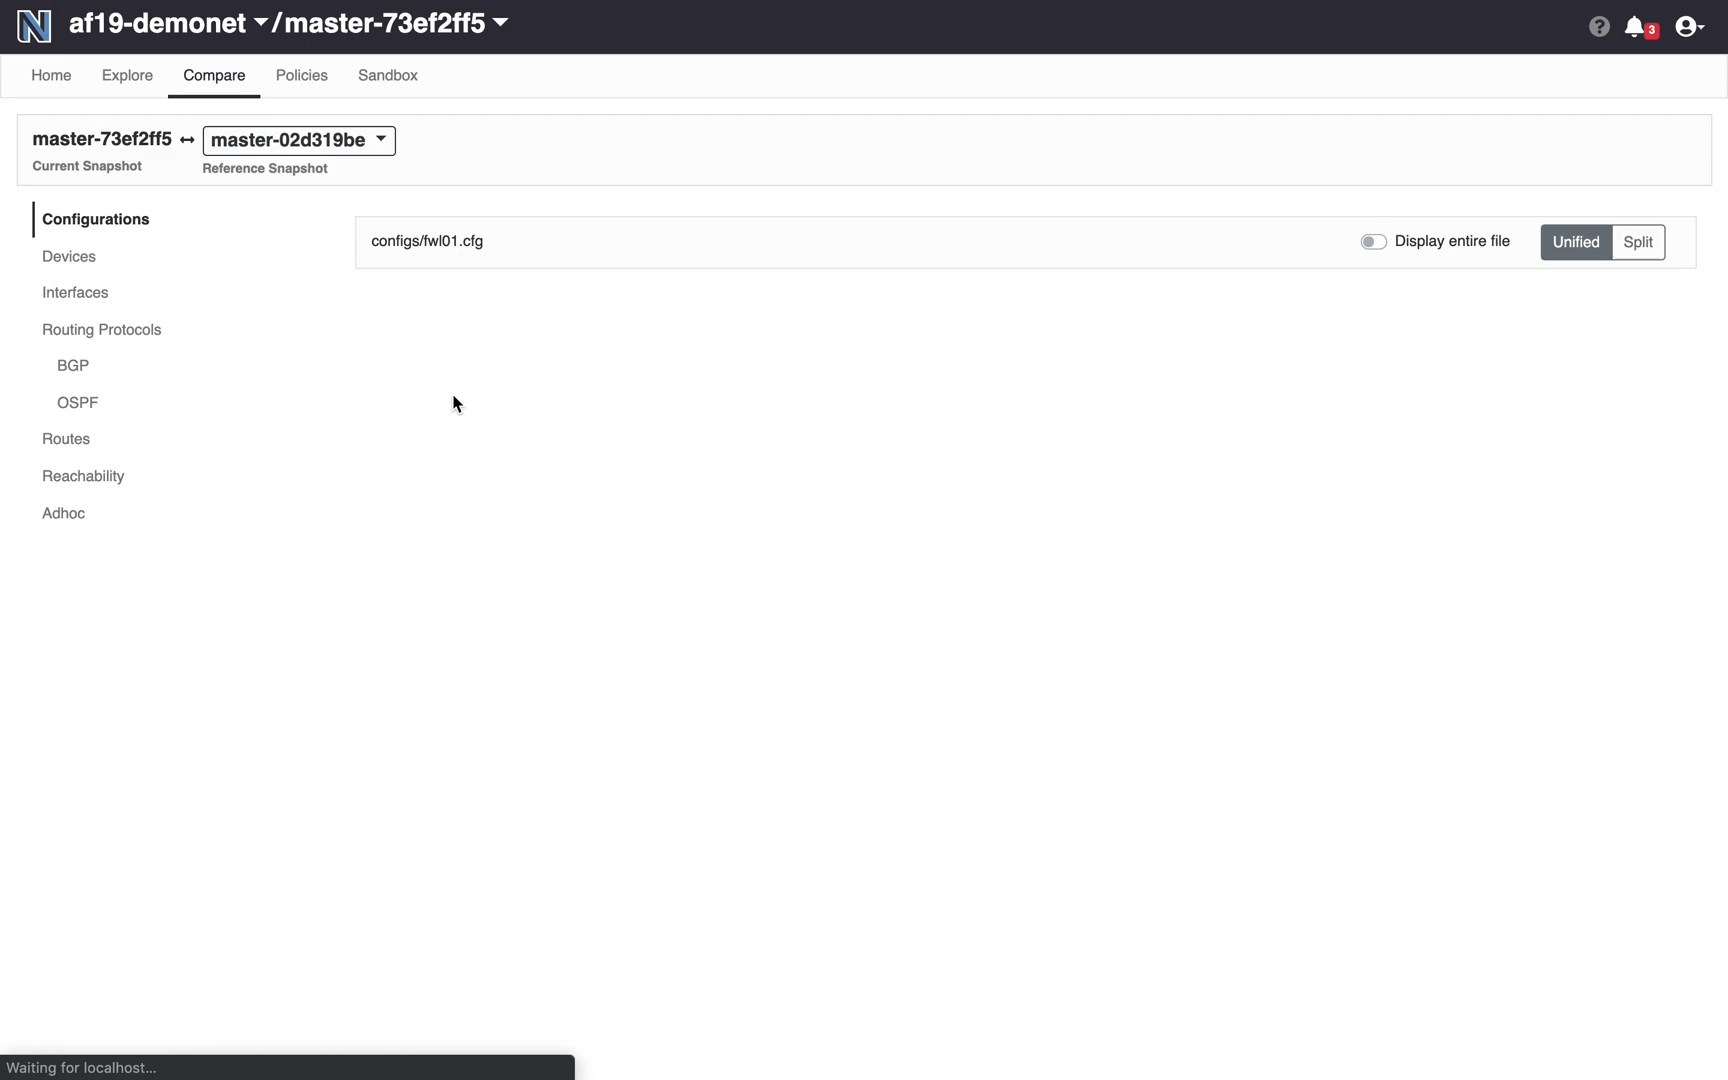 af19-demonet /master-73ef2ff5
3
Home Explore Compare Policies Sandbox
master-73ef2ff5 ↔ master-02d319be
Current Snapshot Reference Snapshot
Configurations
configs/fwl01.cfg Display entire file Unified Split
Devices
Interfaces
Routing Protocols
BGP
OSPF
Routes
Reachability
Adhoc
Waiting for localhost...